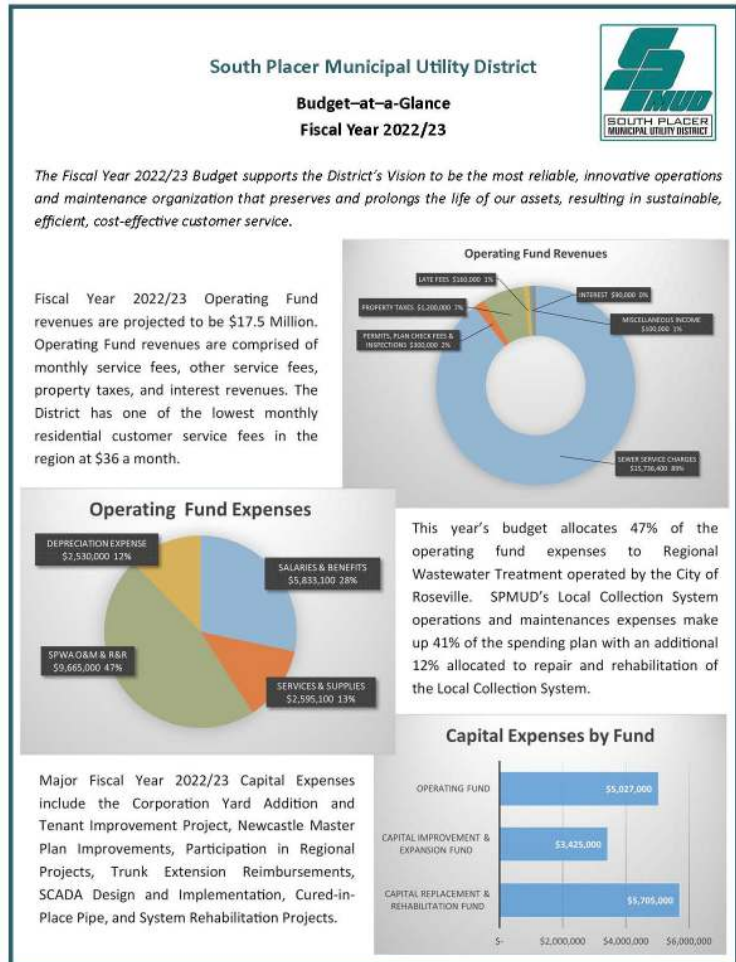 South Placer Municipal Utility District
Budget–at–a-Glance
Fiscal Year 2022/23
SPMUD
SOUTH PLACER
MUNICIPAL UTILITY DISTRICT
The Fiscal Year 2022/23 Budget supports the District's Vision to be the most reliable, innovative operations
and maintenance organization that preserves and prolongs the life of our assets, resulting in sustainable,
efficient, cost-effective customer service.
Fiscal Year 2022/23 Operating Fund
revenues are projected to be $17.5 Million.
Operating Fund revenues are comprised of
monthly service fees, other service fees,
property taxes, and interest revenues. The
District has one of the lowest monthly
residential customer service fees in the
region at $36 a month.
Operating Fund Revenues
LATE FEES $160,000 1%
INTEREST $90,000 0%
PROPERTY TAXES $1,200,000 7%
MISCELLANEOUS INCOME
$100,000 1%
PERMITS, PLAN CHECK FEES &
INSPECTIONS $300,000 2%
SEWER SERVICE CHARGES
$15,736,400 89%
Operating Fund Expenses
DEPRECIATION EXPENSE
$2,530,000 12%
SALARIES & BENEFITS
$5,833,100 28%
SPWA O&M & R&R
$9,665,000 47%
SERVICES & SUPPLIES
$2,595,100 13%
This year's budget allocates 47% of the
operating fund expenses to Regional
Wastewater Treatment operated by the City of
Roseville. SPMUD's Local Collection System
operations and maintenances expenses make
up 41% of the spending plan with an additional
12% allocated to repair and rehabilitation of
the Local Collection System.
Major Fiscal Year 2022/23 Capital Expenses
include the Corporation Yard Addition and
Tenant Improvement Project, Newcastle Master
Plan Improvements, Participation in Regional
Projects, Trunk Extension Reimbursements,
SCADA Design and Implementation, Cured-in-
Place Pipe, and System Rehabilitation Projects.
Capital Expenses by Fund
OPERATING FUND
$5,027,000
CAPITAL IMPROVEMENT &
EXPANSION FUND
$3,425,000
CAPITAL REPLACEMENT &
REHABILITATION FUND
$5,705,000
$- $2,000,000 $4,000,000 $6,000,000